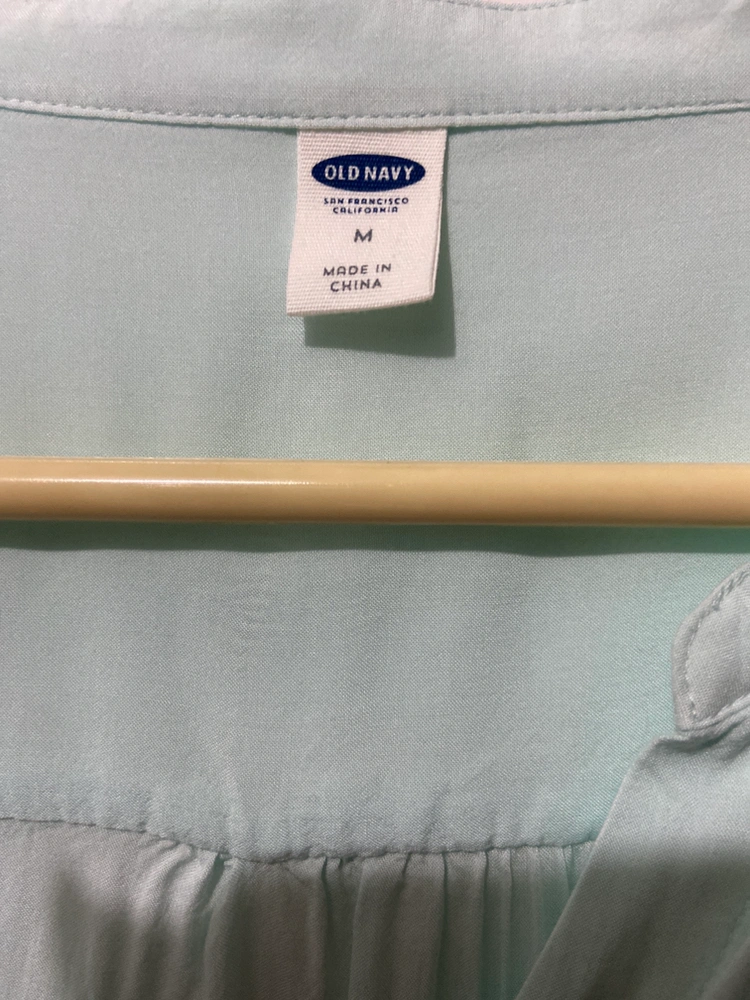 OLD NAVY
SAN FRANCISCO
CALIFORNIA
M
MADE IN
CHINA